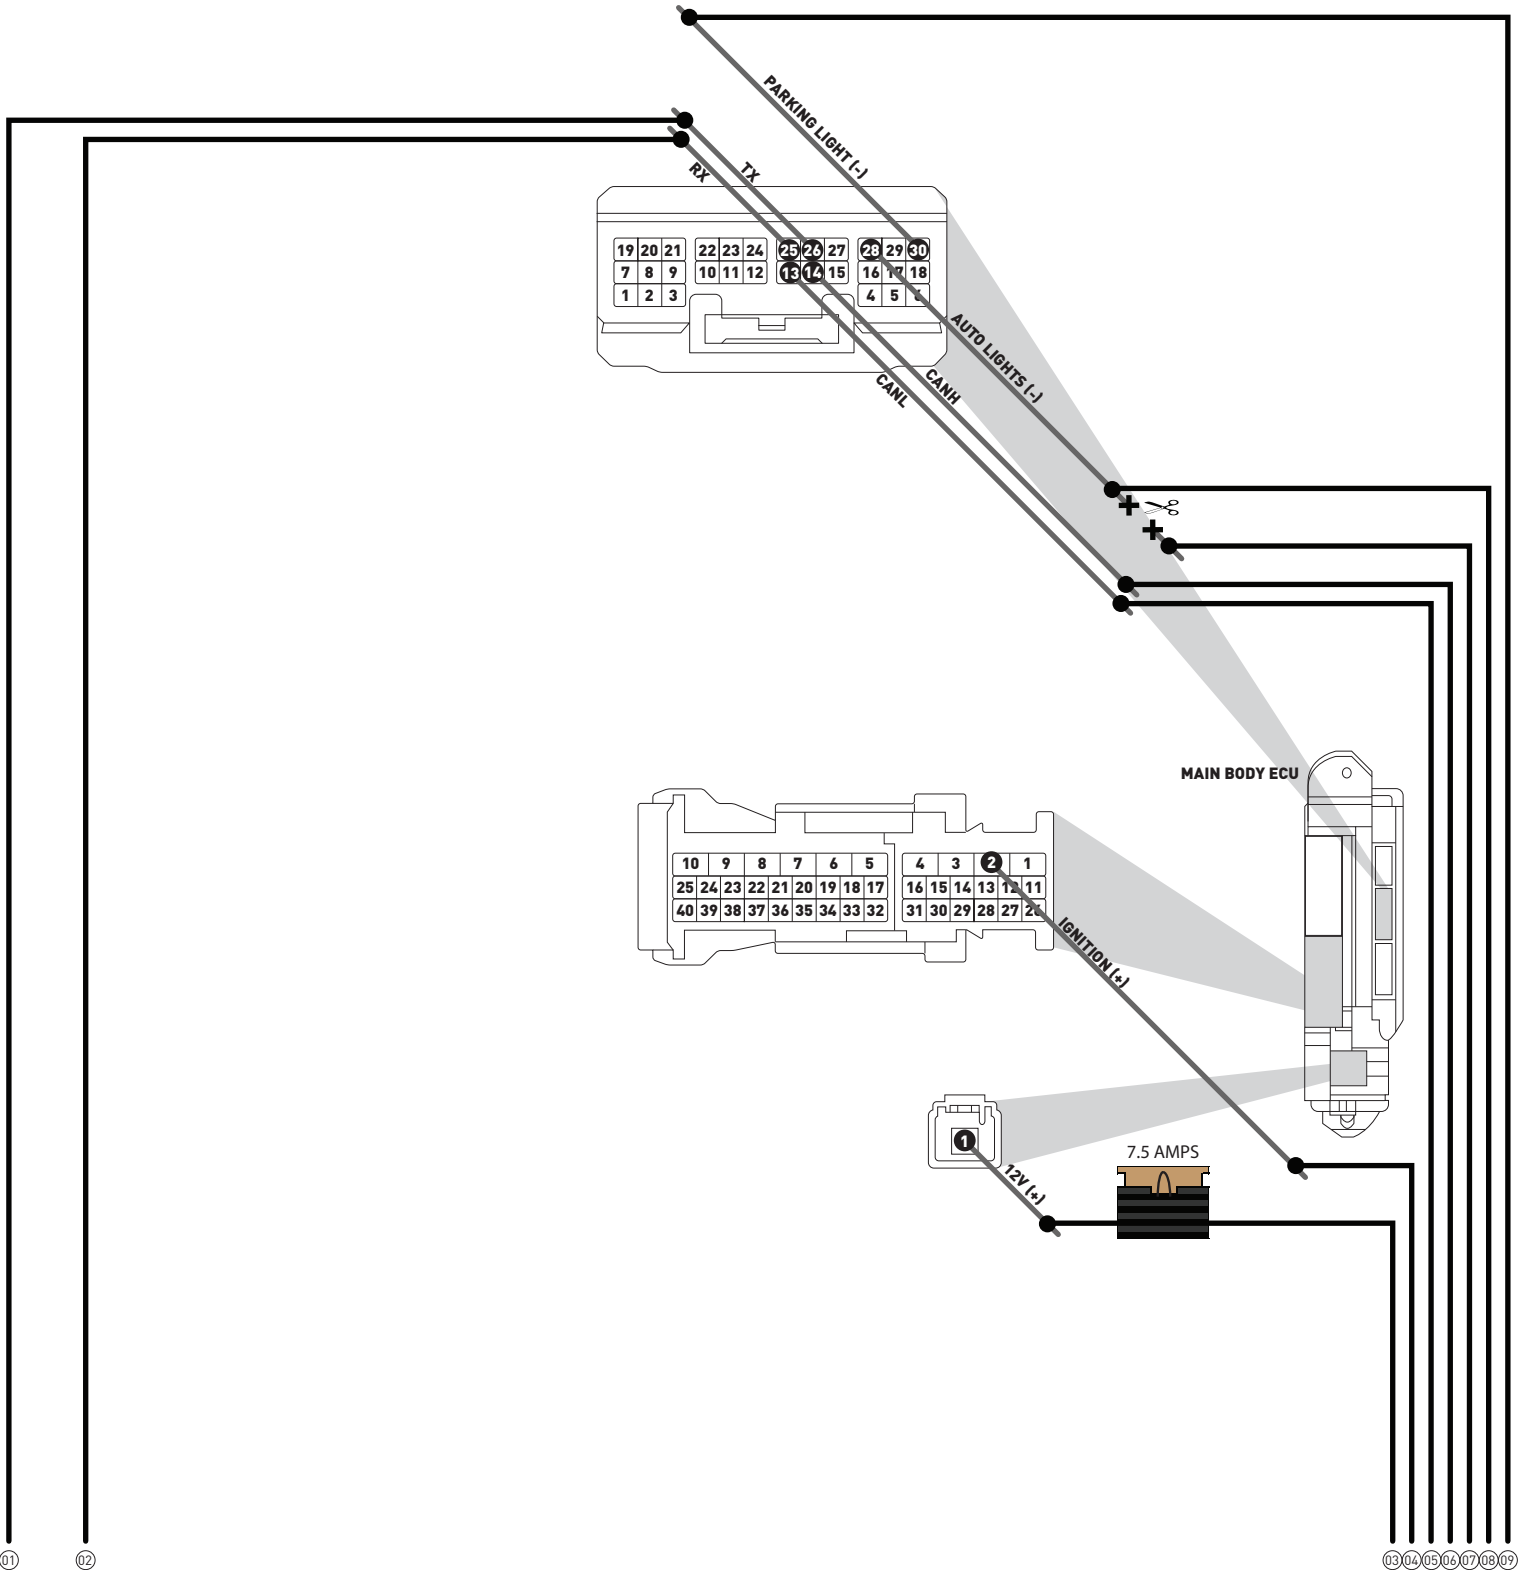 PARKING LIGHT (-)
TX
RX
19 20 21 22 23 24 25 26 27 28 29 30
7 8 9 10 11 12 13 14 15 16 17 18
1 2 3 4 5 6
AUTO LIGHTS (-)
CANH
CANL
MAIN BODY ECU
10 9 8 7 6 5 4 3 2 1
25 24 23 22 21 20 19 18 17 16 15 14 13 12 11
40 39 38 37 36 35 34 33 32 31 30 29 28 27 26
IGNITION (+)
1
7.5 AMPS
12V (+)
01 02 03 04 05 06 07 08 09